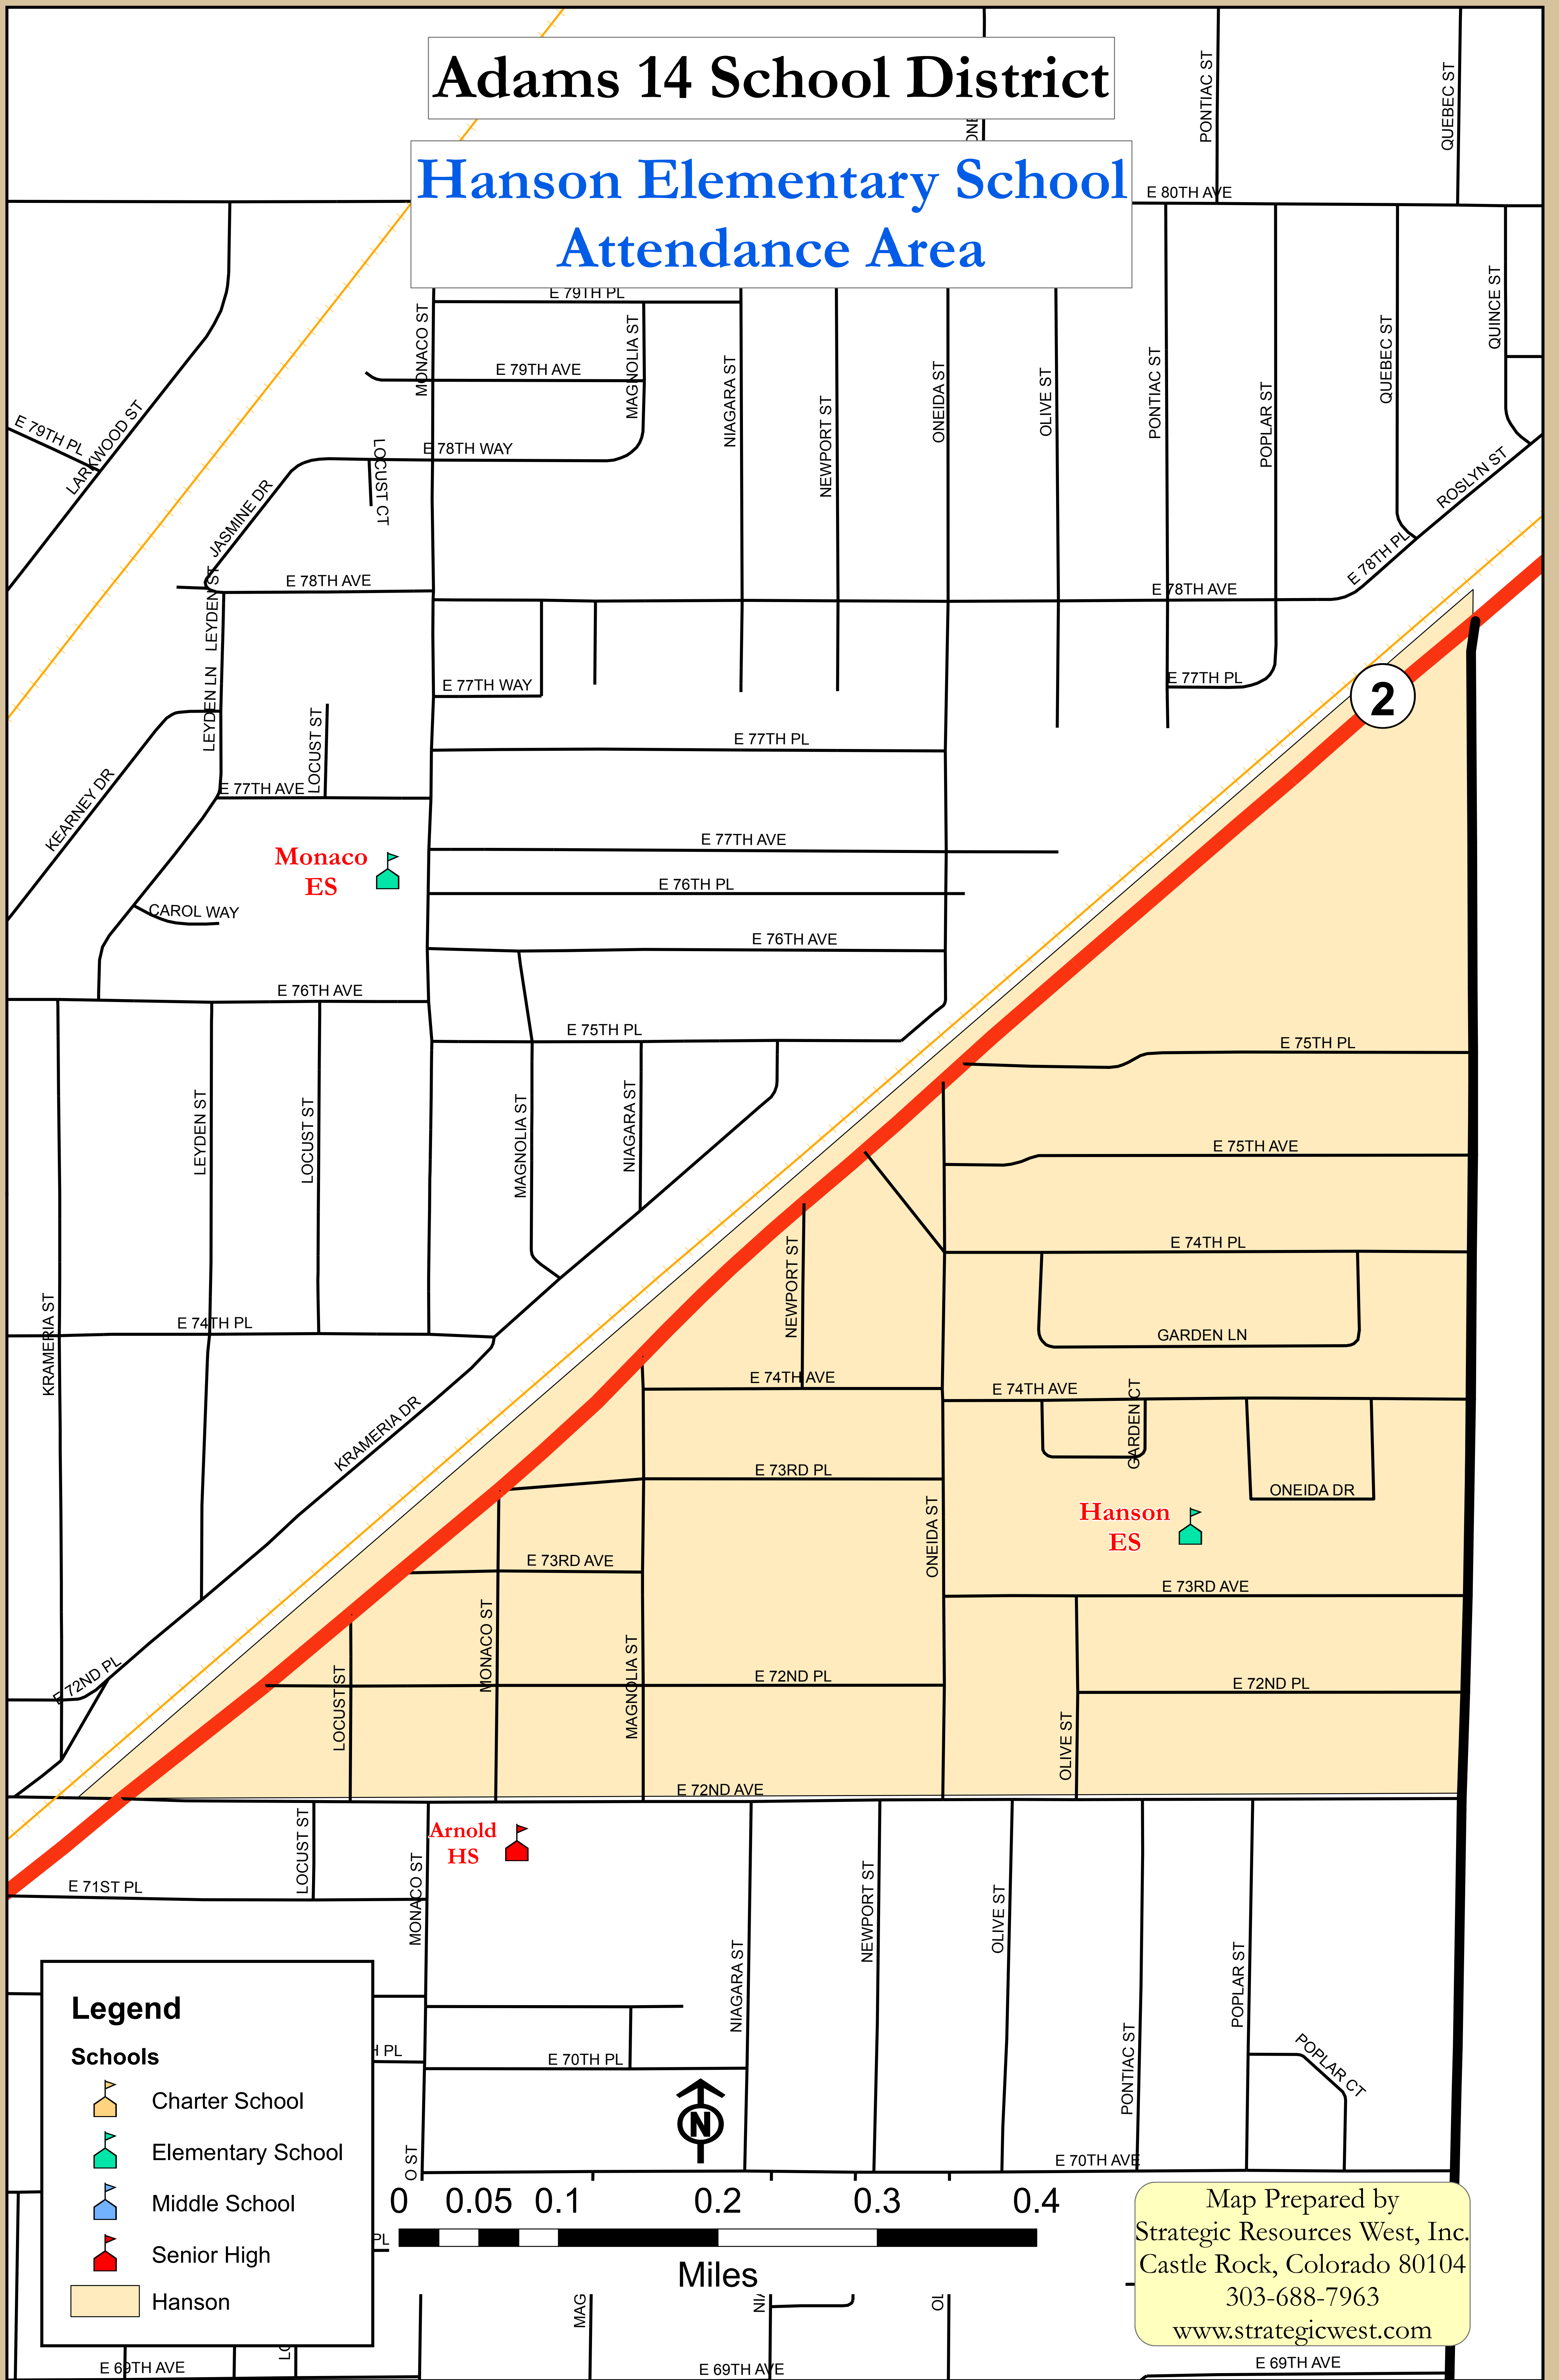 Adams 14 School District
Hanson Elementary School
Attendance Area
PONTIAC ST
QUEBEC ST
E 80TH AVE
E 79TH PL
MONACO ST
MAGNOLIA ST
NIAGARA ST
NEWPORT ST
ONEIDA ST
OLIVE ST
PONTIAC ST
POPLAR ST
QUEBEC ST
QUINCE ST
E 79TH AVE
E 79TH PL
LARKWOOD ST
E 78TH WAY
LOCUST CT
JASMINE DR
ROSLYN ST
E 78TH PL
E 78TH AVE
E 78TH AVE
LEYDEN ST
LEYDEN LN
E 77TH WAY
E 77TH PL
2
LOCUST ST
E 77TH PL
KEARNEY DR
E 77TH AVE
E 77TH AVE
Monaco
ES
E 76TH PL
CAROL WAY
E 76TH AVE
E 76TH AVE
E 75TH PL
E 75TH PL
LEYDEN ST
LOCUST ST
MAGNOLIA ST
NIAGARA ST
E 75TH AVE
E 74TH PL
NEWPORT ST
KRAMERIA ST
E 74TH PL
GARDEN LN
E 74TH AVE
E 74TH AVE
GARDEN CT
KRAMERIA DR
E 73RD PL
ONEIDA DR
Hanson
ES
ONEIDA ST
E 73RD AVE
E 73RD AVE
MONACO ST
MAGNOLIA ST
LOCUST ST
E 72ND PL
E 72ND PL
E 72ND PL
OLIVE ST
E 72ND AVE
Arnold
HS
LOCUST ST
MONACO ST
E 71ST PL
NIAGARA ST
NEWPORT ST
OLIVE ST
PONTIAC ST
POPLAR ST
POPLAR CT
H PL
E 70TH PL
N
O ST
E 70TH AVE
Legend
Schools
Charter School
Elementary School
Middle School
Senior High
Hanson
0 0.05 0.1 0.2 0.3 0.4
Miles
PL
MAG
OL
E 69TH AVE
E 69TH AVE
E 69TH AVE
Map Prepared by
Strategic Resources West, Inc.
Castle Rock, Colorado 80104
303-688-7963
www.strategicwest.com